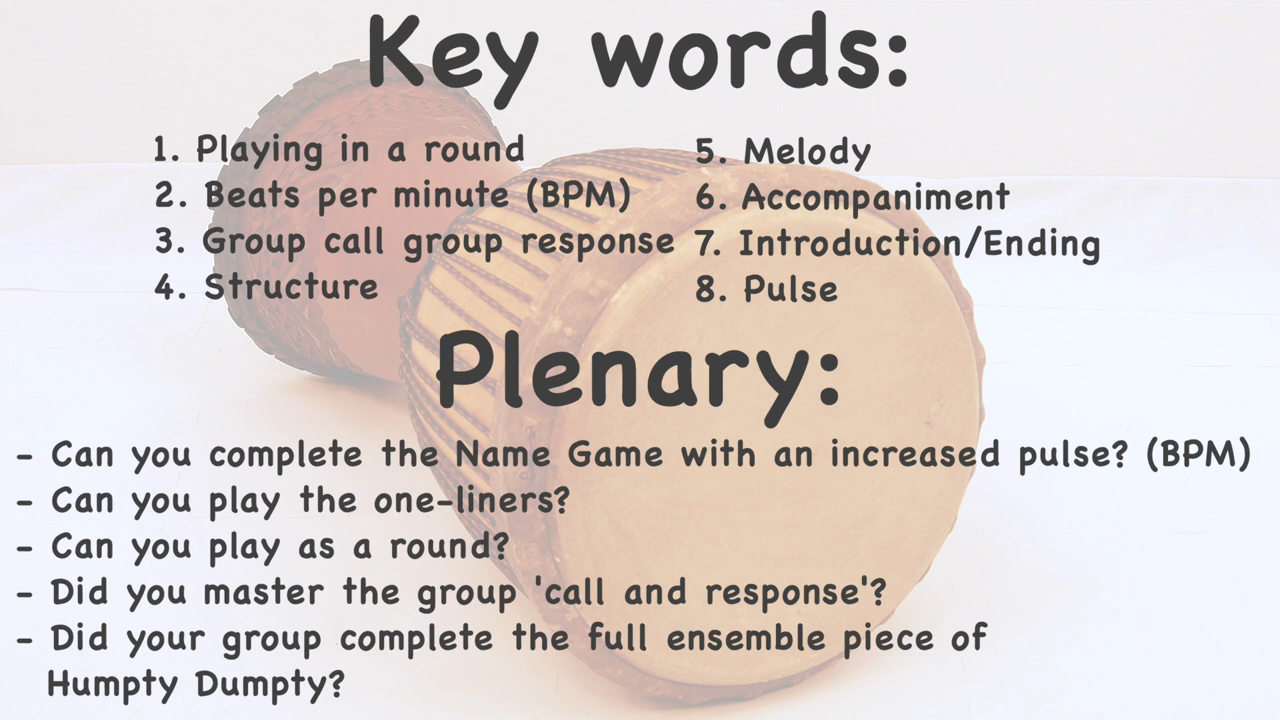 Key words:
1. Playing in a round
2. Beats per minute (BPM)
3. Group call group response
4. Structure
5. Melody
6. Accompaniment
7. Introduction/Ending
8. Pulse
Plenary:
- Can you complete the Name Game with an increased pulse? (BPM)
- Can you play the one-liners?
- Can you play as a round?
- Did you master the group 'call and response'?
- Did your group complete the full ensemble piece of
Humpty Dumpty?